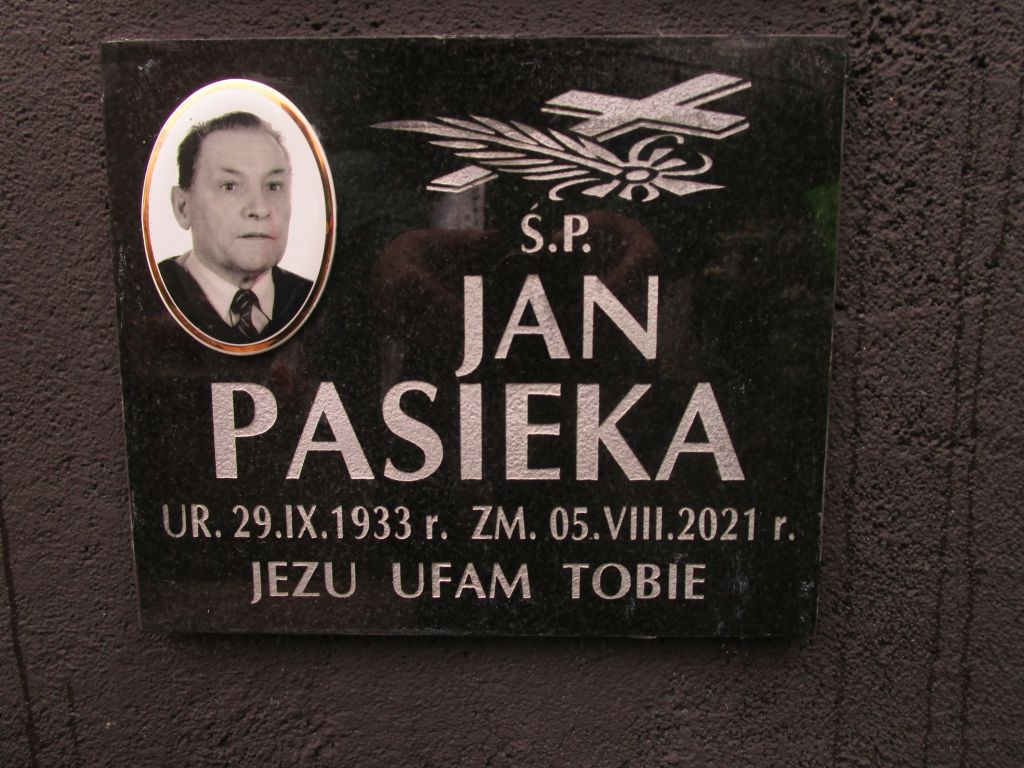 Ś.P.
JAN
PASIEKA
UR. 29.IX.1933 r. ZM. 05.VIII.2021 r.
JEZU UFAM TOBIE